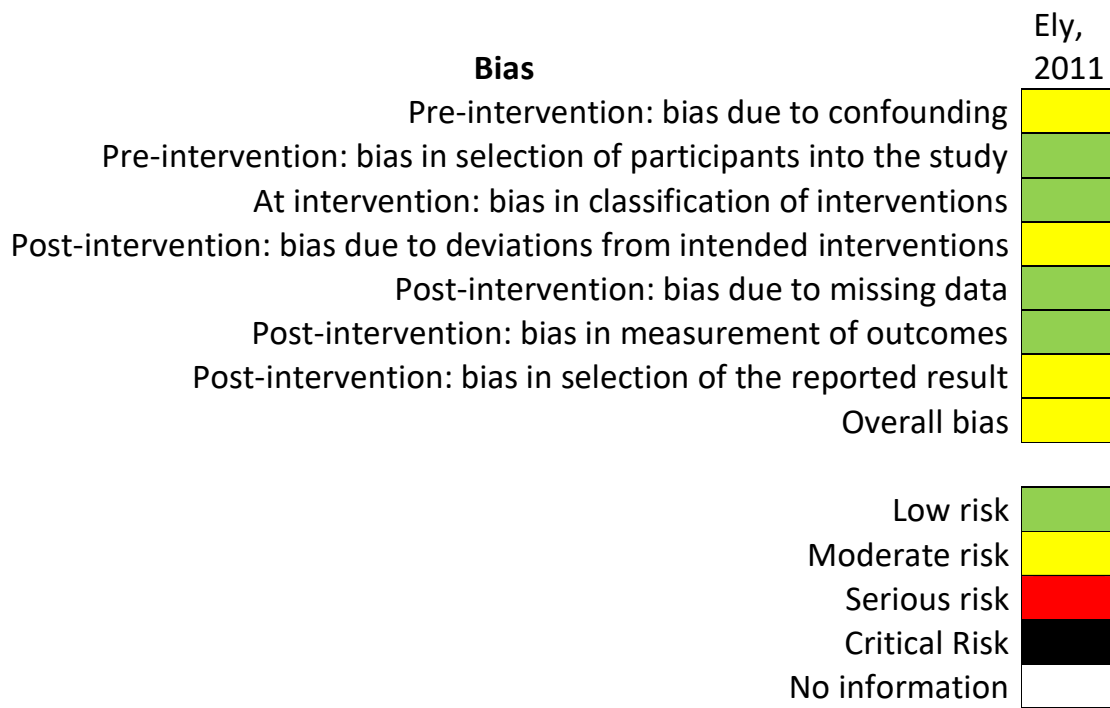 Ely,
Bias 2011
Pre-intervention: bias due to confounding
Pre-intervention: bias in selection of participants into the study
At intervention: bias in classification of interventions
Post-intervention: bias due to deviations from intended interventions
Post-intervention: bias due to missing data
Post-intervention: bias in measurement of outcomes
Post-intervention: bias in selection of the reported result
Overall bias
Low risk
Moderate risk
Serious risk
Critical Risk
No information